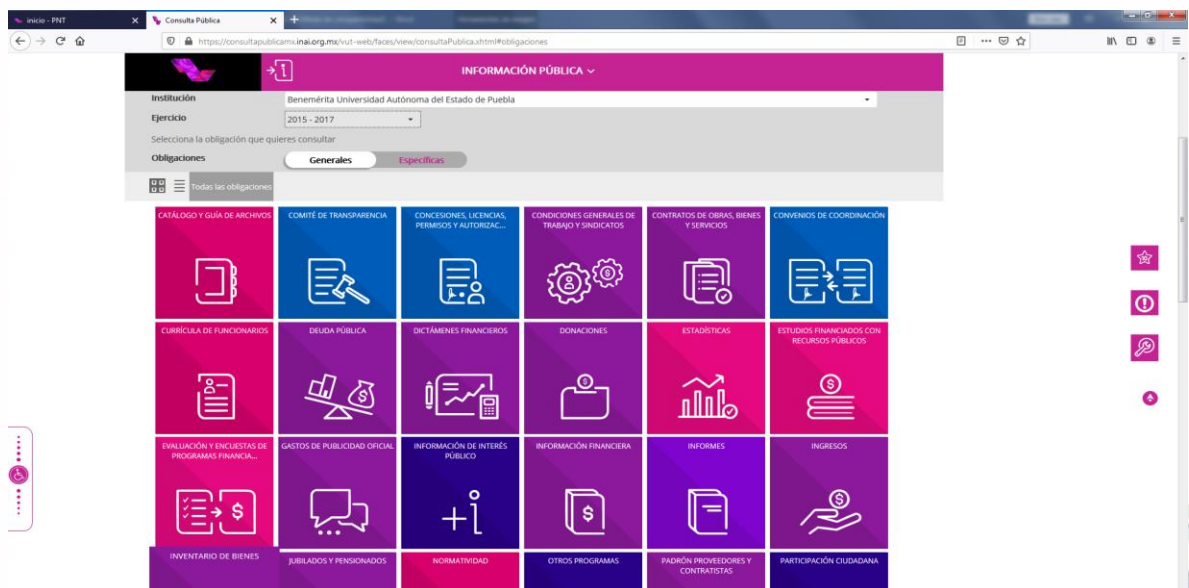 inicio - PNT
Consulta Pública
https://consultapublicamx.inai.org.mx/vut-web/faces/view/consultaPublica.xhtml#obligaciones
INFORMACIÓN PÚBLICA
Institución
Benemérita Universidad Autónoma del Estado de Puebla
Ejercicio
2015 - 2017
Selecciona la obligación que quieres consultar
Obligaciones
Generales
Específicas
Todas las obligaciones
CATÁLOGO Y GUÍA DE ARCHIVOS
COMITÉ DE TRANSPARENCIA
CONCESIONES, LICENCIAS,
PERMISOS Y AUTORIZAC...
CONDICIONES GENERALES DE
TRABAJO Y SINDICATOS
CONTRATOS DE OBRAS, BIENES
Y SERVICIOS
CONVENIOS DE COORDINACIÓN
CURRÍCULA DE FUNCIONARIOS
DEUDA PÚBLICA
DICTÁMENES FINANCIEROS
DONACIONES
ESTADÍSTICAS
ESTUDIOS FINANCIADOS CON
RECURSOS PÚBLICOS
EVALUACIÓN Y ENCUESTAS DE
PROGRAMAS FINANCIA...
GASTOS DE PUBLICIDAD OFICIAL
INFORMACIÓN DE INTERÉS
PÚBLICO
INFORMACIÓN FINANCIERA
INFORMES
INGRESOS
INVENTARIO DE BIENES
JUBILADOS Y PENSIONADOS
NORMATIVIDAD
OTROS PROGRAMAS
PADRÓN PROVEEDORES Y
CONTRATISTAS
PARTICIPACIÓN CIUDADANA